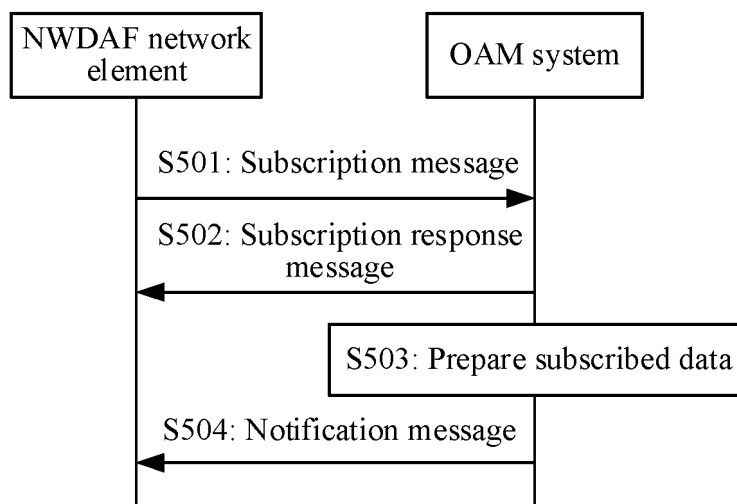 NWDAF network
element
OAM system
S501: Subscription message
S502: Subscription response
message
S503: Prepare subscribed data
S504: Notification message